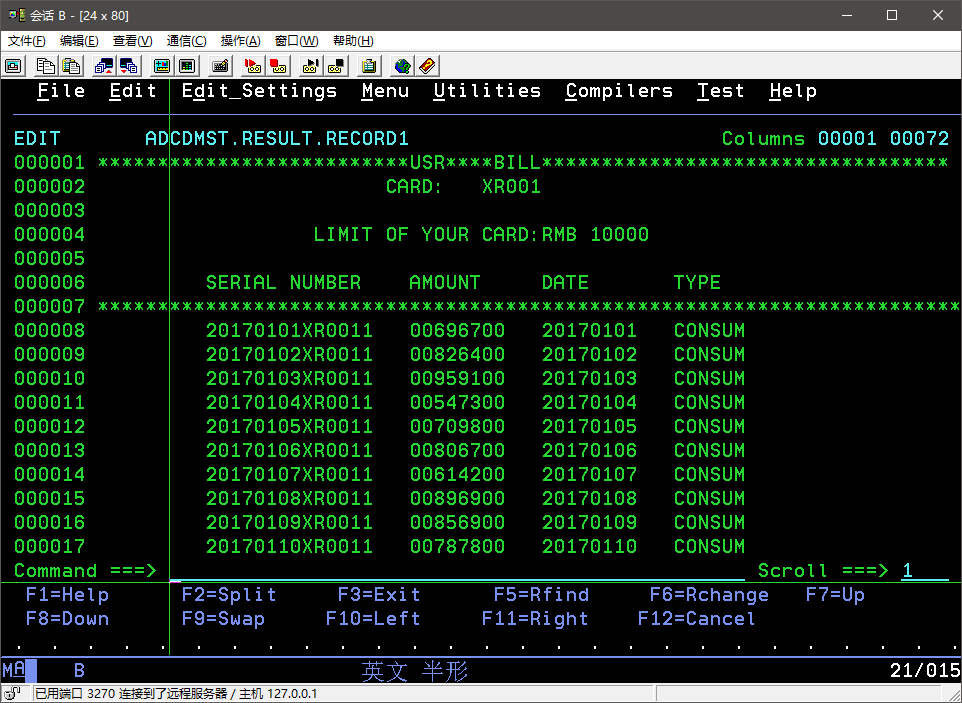 会话 B - [24 x 80]
文件(F) 编辑(E) 查看(V) 通信(C) 操作(A) 窗口(W) 帮助(H)
File Edit Edit_Settings Menu Utilities Compilers Test Help
EDIT ADCDMST.RESULT.RECORD1 Columns 00001 00072
000001 **************************USR****BILL**********************************
000002 CARD: XR001
000003
000004 LIMIT OF YOUR CARD:RMB 10000
000005
000006 SERIAL NUMBER AMOUNT DATE TYPE
000007 ************************************************************************
000008 20170101XR0011 00696700 20170101 CONSUM
000009 20170102XR0011 00826400 20170102 CONSUM
000010 20170103XR0011 00959100 20170103 CONSUM
000011 20170104XR0011 00547300 20170104 CONSUM
000012 20170105XR0011 00709800 20170105 CONSUM
000013 20170106XR0011 00806700 20170106 CONSUM
000014 20170107XR0011 00614200 20170107 CONSUM
000015 20170108XR0011 00896900 20170108 CONSUM
000016 20170109XR0011 00856900 20170109 CONSUM
000017 20170110XR0011 00787800 20170110 CONSUM
Command ===> Scroll ===> 1
F1=Help F2=Split F3=Exit F5=Rfind F6=Rchange F7=Up
F8=Down F9=Swap F10=Left F11=Right F12=Cancel
MA B 英文 半形 21/015
已用端口 3270 连接到了远程服务器 / 主机 127.0.0.1